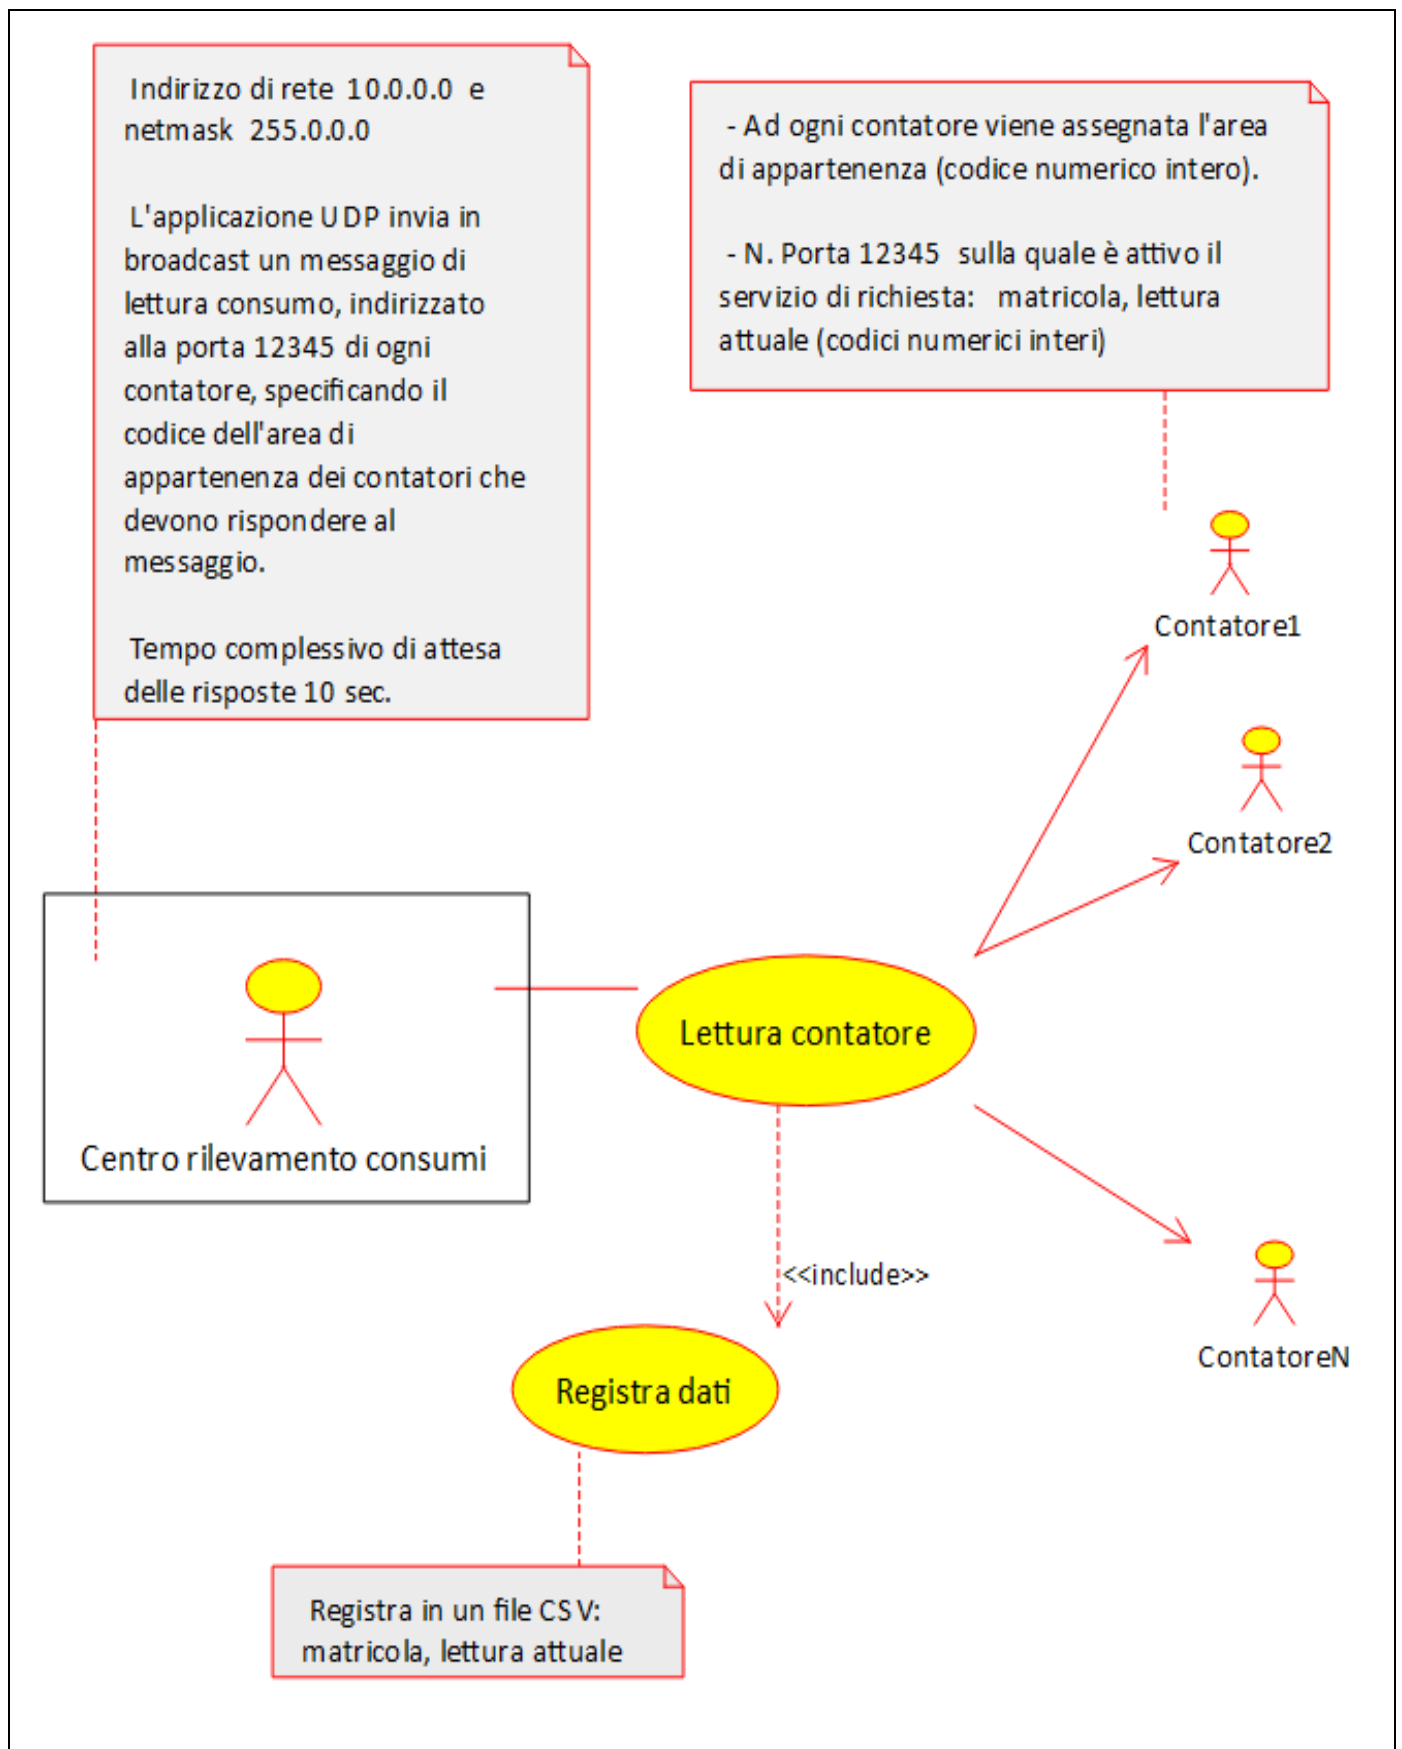 Indirizzo di rete 10.0.0.0 e
netmask 255.0.0.0
L'applicazione UDP invia in
broadcast un messaggio di
lettura consumo, indirizzato
alla porta 12345 di ogni
contatore, specificando il
codice dell'area di
appartenenza dei contatori che
devono rispondere al
messaggio.
Tempo complessivo di attesa
delle risposte 10 sec.
- Ad ogni contatore viene assegnata l'area
di appartenenza (codice numerico intero).
- N. Porta 12345 sulla quale è attivo il
servizio di richiesta: matricola, lettura
attuale (codici numerici interi)
Contatore1
Contatore2
Lettura contatore
Centro rilevamento consumi
<<include>>
ContatoreN
Registra dati
Registra in un file CSV:
matricola, lettura attuale